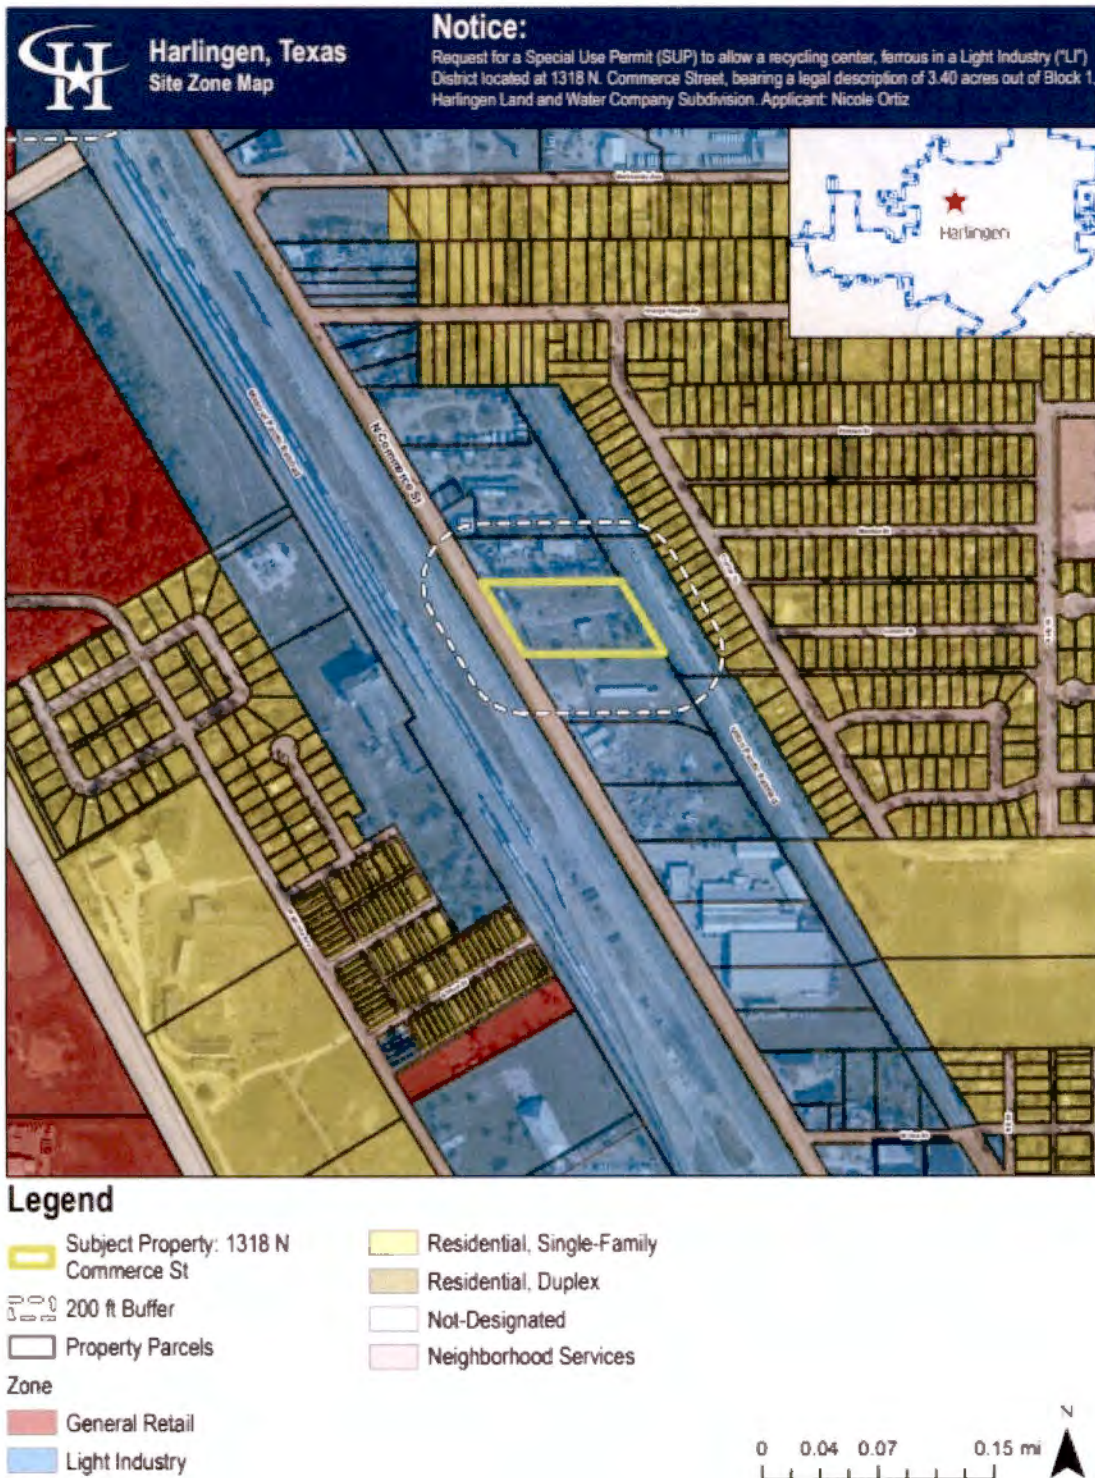 Harlingen, Texas
Site Zone Map
Notice:
Request for a Special Use Permit (SUP) to allow a recycling center, ferrous in a Light Industry ("LI")
District located at 1318 N. Commerce Street, bearing a legal description of 3.40 acres out of Block 1,
Harlingen Land and Water Company Subdivision. Applicant: Nicole Ortiz
Harlingen
N Commerce St
Legend
Subject Property: 1318 N
Commerce St
200 ft Buffer
Property Parcels
Zone
General Retail
Light Industry
Residential, Single-Family
Residential, Duplex
Not-Designated
Neighborhood Services
N
0 0.04 0.07 0.15 mi